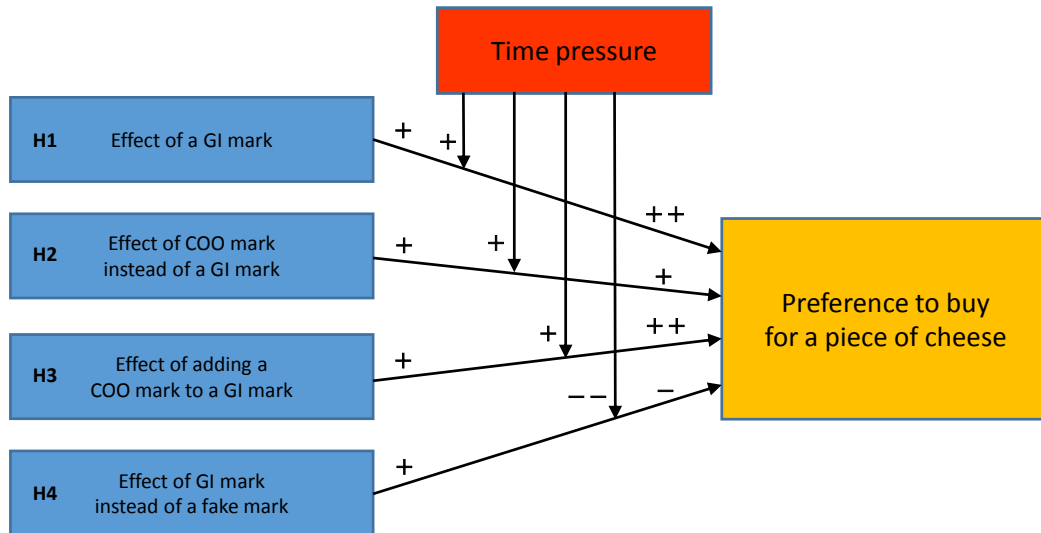 Time pressure
H1 Effect of a GI mark
+
+
++
H2 Effect of COO mark
instead of a GI mark
+
+
+
H3 Effect of adding a
COO mark to a GI mark
+
+
++
H4 Effect of GI mark
instead of a fake mark
+
– –
–
Preference to buy
for a piece of cheese